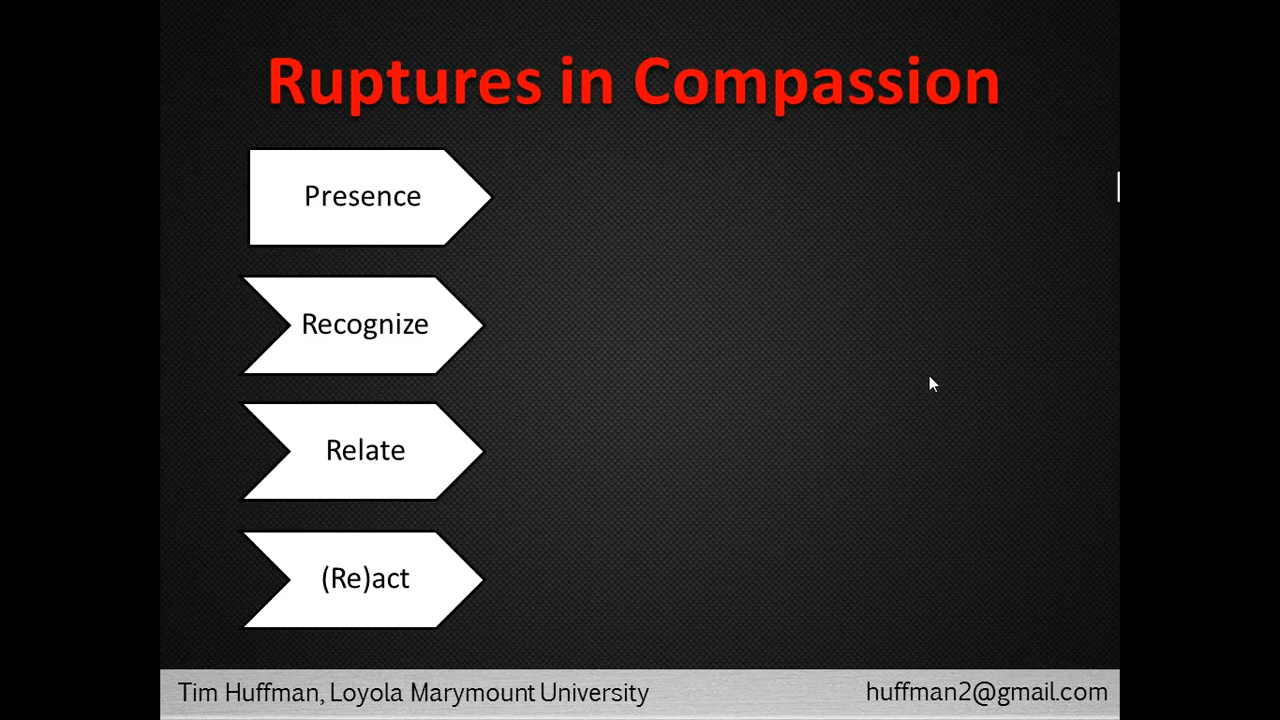 Ruptures in Compassion
Presence
Recognize
Relate
(Re)act
Tim Huffman, Loyola Marymount University
huffman2@gmail.com